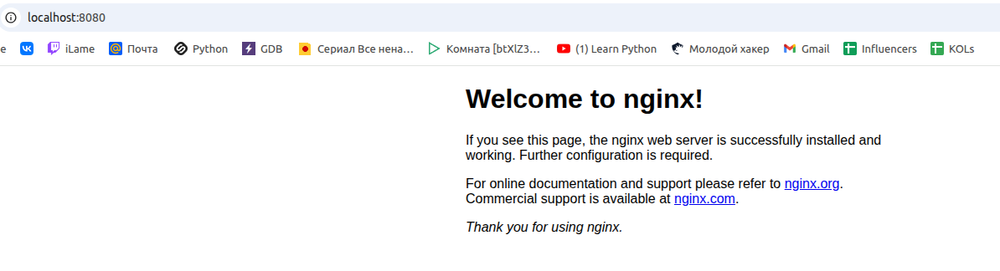 localhost:8080
e iLame Почта Python GDB Сериал Все нена… Комната [btXlZ3… (1) Learn Python Молодой хакер Gmail Influencers KOLs
Welcome to nginx!
If you see this page, the nginx web server is successfully installed and
working. Further configuration is required.
For online documentation and support please refer to nginx.org.
Commercial support is available at nginx.com.
Thank you for using nginx.